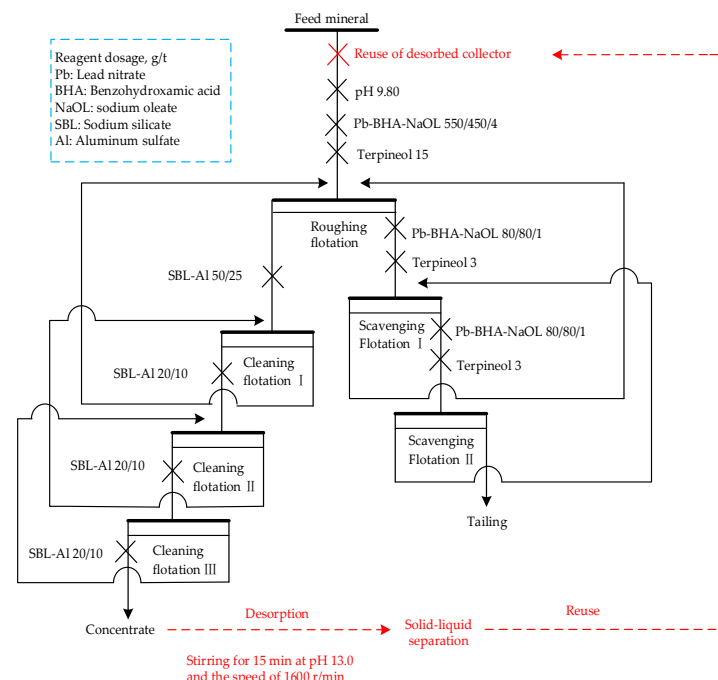 Feed mineral
Reuse of desorbed collector
Reagent dosage, g/t
Pb: Lead nitrate
BHA: Benzohydroxamic acid
NaOL: sodium oleate
SBL: Sodium silicate
Al: Aluminum sulfate
pH 9.80
Pb-BHA-NaOL 550/450/4
Terpineol 15
Roughing
flotation
Pb-BHA-NaOL 80/80/1
Terpineol 3
SBL-Al 50/25
Scavenging
Flotation Ⅰ
Pb-BHA-NaOL 80/80/1
Terpineol 3
Cleaning
flotation Ⅰ
SBL-Al 20/10
Scavenging
Flotation Ⅱ
Cleaning
flotation Ⅱ
SBL-Al 20/10
Tailing
Cleaning
flotation Ⅲ
SBL-Al 20/10
Concentrate
Desorption
Stirring for 15 min at pH 13.0
and the speed of 1600 r/min
Solid-liquid
separation
Reuse